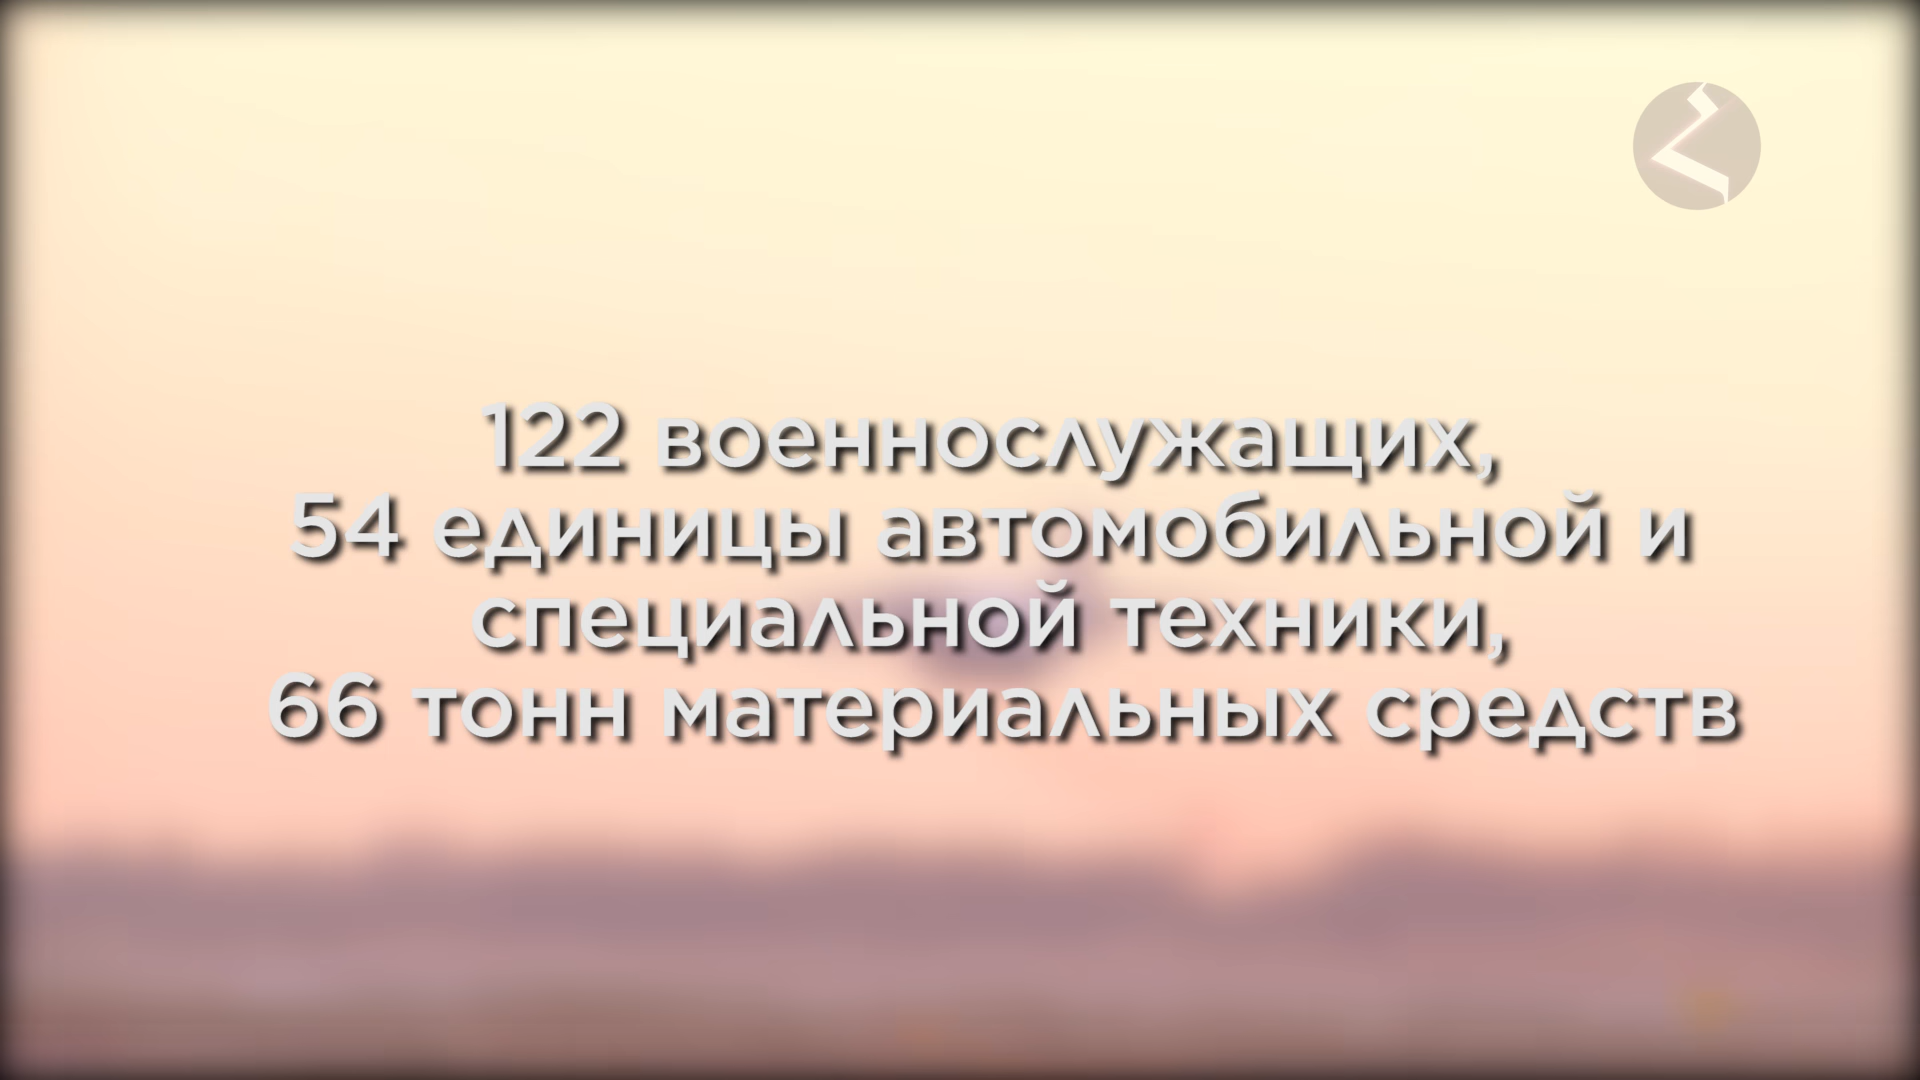 122 военнослужащих,
54 единицы автомобильной и
специальной техники,
66 тонн материальных средств